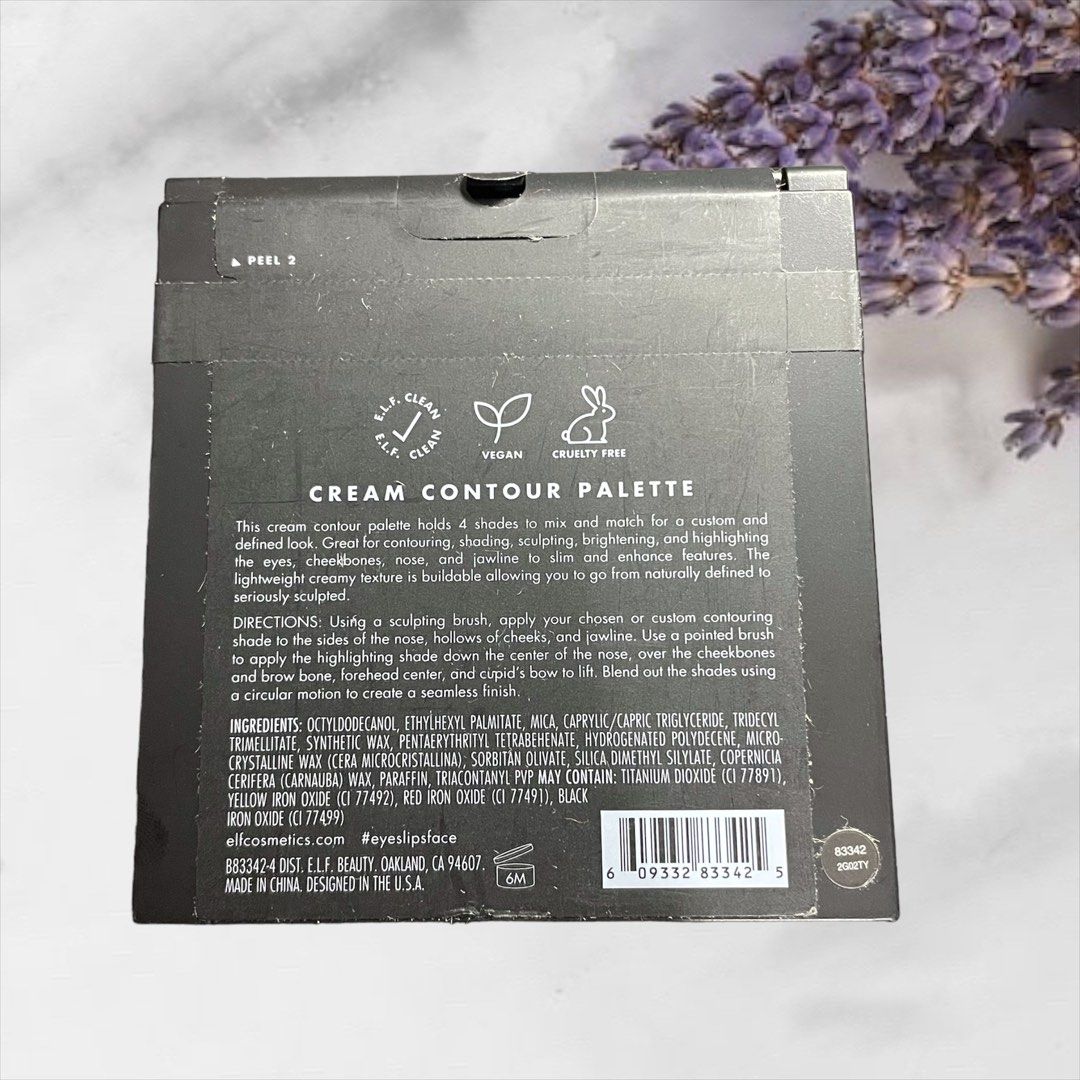 PEEL 2
E.L.F. CLEAN
E.L.F. CLEAN
VEGAN
CRUELTY FREE
CREAM CONTOUR PALETTE
This cream contour palette holds 4 shades to mix and match for a custom and
defined look. Great for contouring, shading, sculpting, brightening, and highlighting
the eyes, cheekbones, nose, and jawline to slim and enhance features. The
lightweight creamy texture is buildable allowing you to go from naturally defined to
seriously sculpted.
DIRECTIONS: Using a sculpting brush, apply your chosen or custom contouring
shade to the sides of the nose, hollows of cheeks, and jawline. Use a pointed brush
to apply the highlighting shade down the center of the nose, over the cheekbones
and brow bone, forehead center, and cupid's bow to lift. Blend out the shades using
a circular motion to create a seamless finish.
INGREDIENTS: OCTYLDODECANOL, ETHYLHEXYL PALMITATE, MICA, CAPRYLIC/CAPRIC TRIGLYCERIDE, TRIDECYL
TRIMELLITATE, SYNTHETIC WAX, PENTAERYTHRITYL TETRABEHENATE, HYDROGENATED POLYDECENE, MICRO-
CRYSTALLINE WAX (CERA MICROCRISTALLINA), SORBITAN OLIVATE, SILICA DIMETHYL SILYLATE, COPERNICIA
CERIFERA (CARNAUBA) WAX, PARAFFIN, TRIACONTANYL PVP MAY CONTAIN: TITANIUM DIOXIDE (CI 77891),
YELLOW IRON OXIDE (CI 77492), RED IRON OXIDE (CI 77491), BLACK
IRON OXIDE (CI 77499)
elfcosmetics.com #eyeslipsface
B83342-4 DIST. E.L.F. BEAUTY. OAKLAND, CA 94607.
MADE IN CHINA. DESIGNED IN THE U.S.A.
6M
6 09332 83342 5
83342
2G02TY